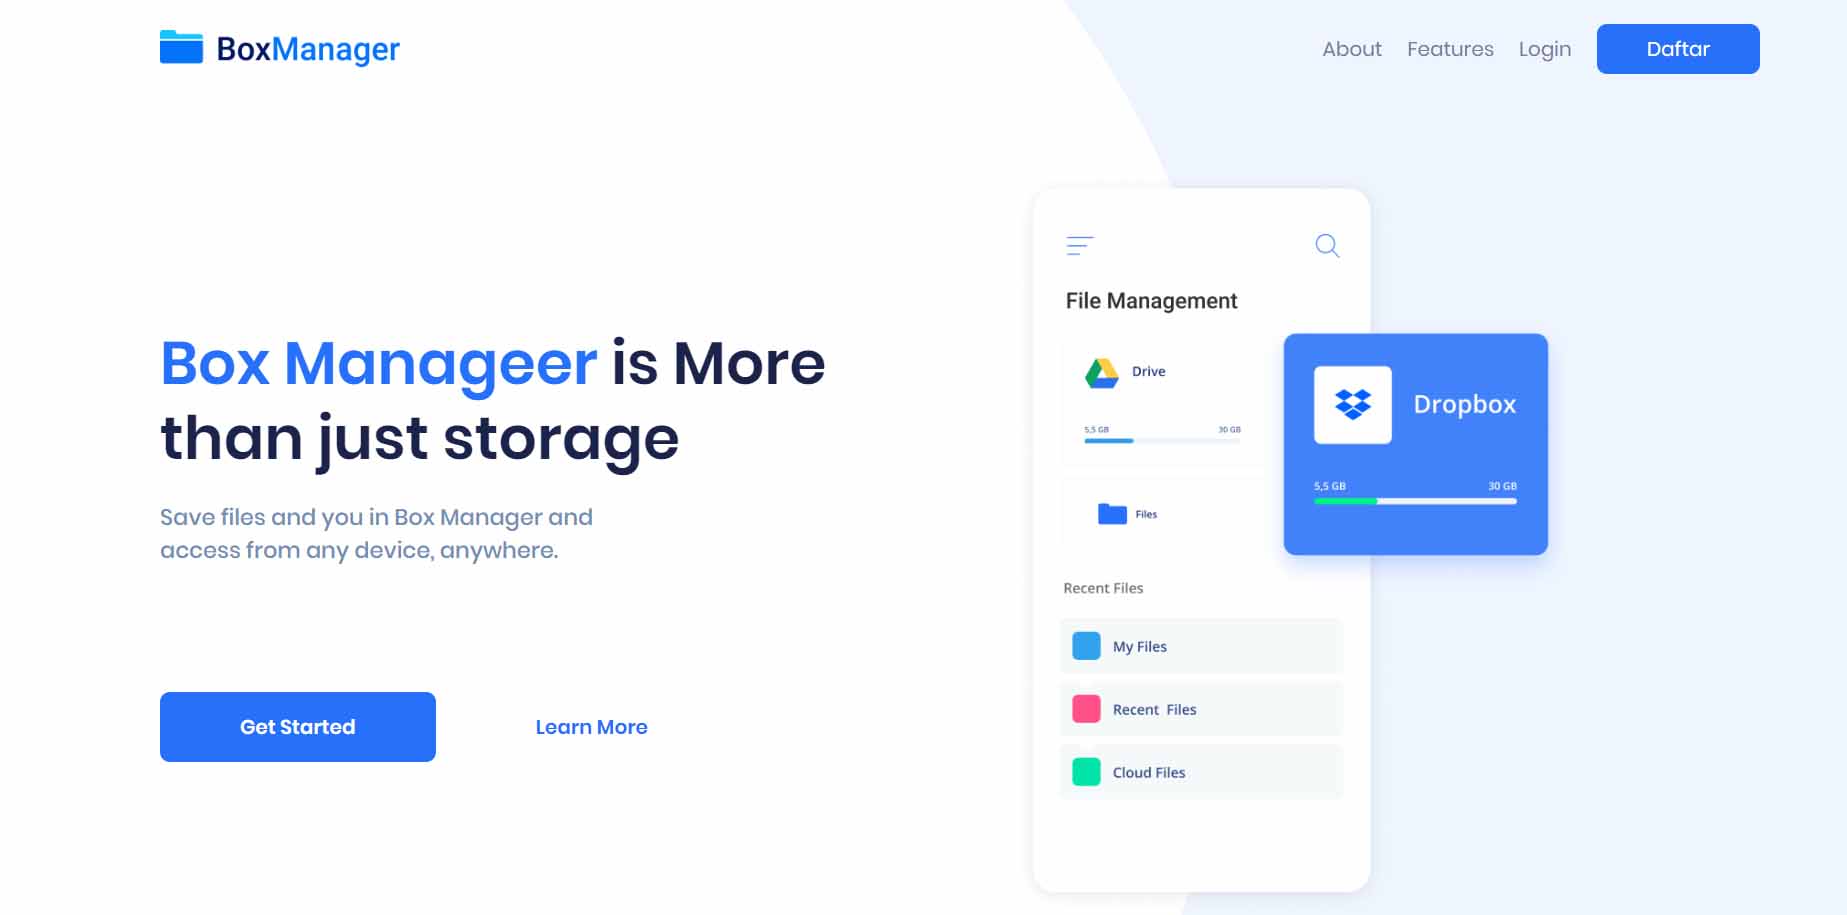 BoxManager
About Features Login Daftar
Box Manageer is More
than just storage
Save files and you in Box Manager and
access from any device, anywhere.
Get Started
Learn More
File Management
Drive
5,5 GB 30 GB
Files
Dropbox
5,5 GB 30 GB
Recent Files
My Files
Recent Files
Cloud Files